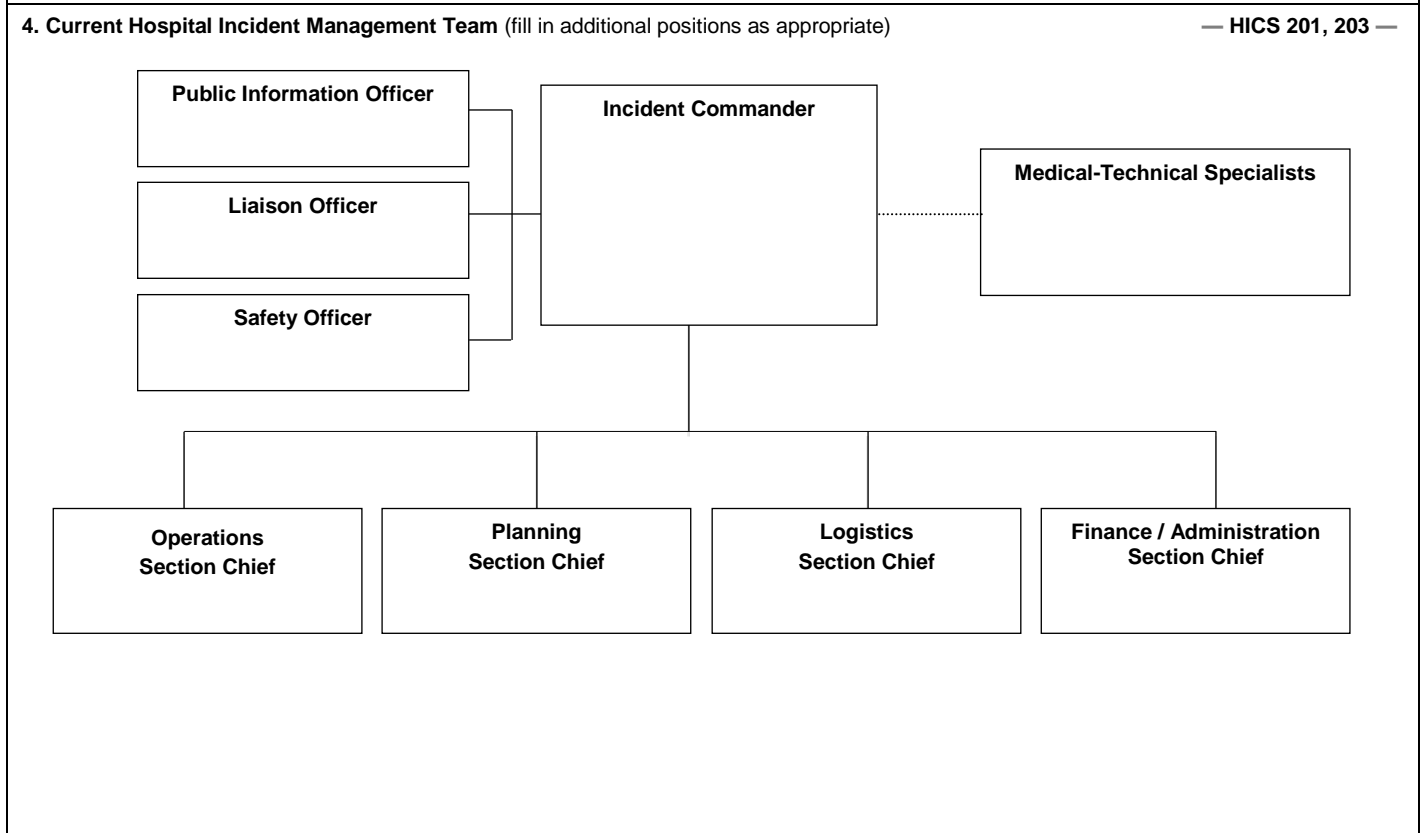 4. Current Hospital Incident Management Team (fill in additional positions as appropriate) — HICS 201, 203 —
Public Information Officer
Incident Commander
Medical-Technical Specialists
Liaison Officer
Safety Officer
Operations
Section Chief
Planning
Section Chief
Logistics
Section Chief
Finance / Administration
Section Chief